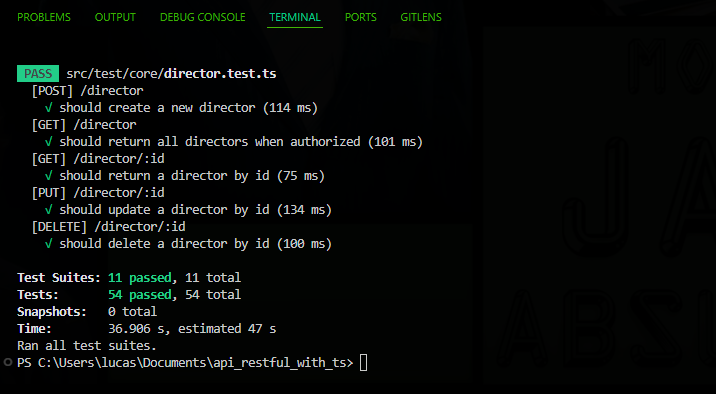 PROBLEMS OUTPUT DEBUG CONSOLE TERMINAL PORTS GITLENS
PASS src/test/core/director.test.ts
[POST] /director
√ should create a new director (114 ms)
[GET] /director
√ should return all directors when authorized (101 ms)
[GET] /director/:id
√ should return a director by id (75 ms)
[PUT] /director/:id
√ should update a director by id (134 ms)
[DELETE] /director/:id
√ should delete a director by id (100 ms)
Test Suites: 11 passed, 11 total
Tests: 54 passed, 54 total
Snapshots: 0 total
Time: 36.906 s, estimated 47 s
Ran all test suites.
PS C:\Users\lucas\Documents\api_restful_with_ts>